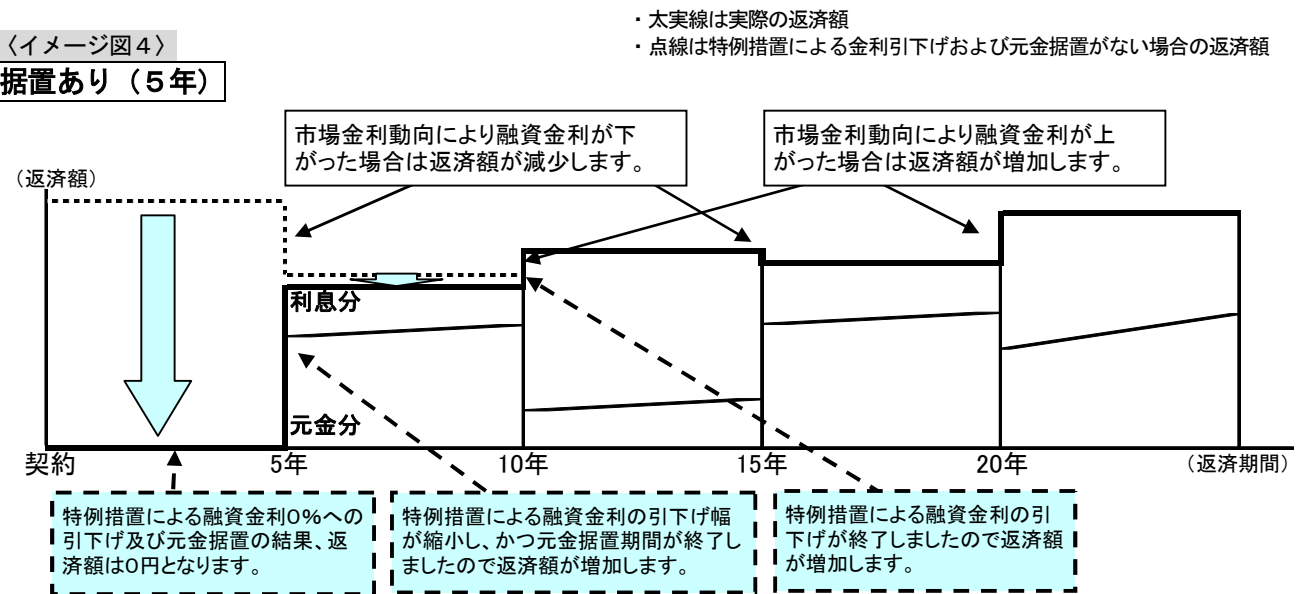 ・太実線は実際の返済額
・点線は特例措置による金利引下げおよび元金据置がない場合の返済額
〈イメージ図４〉
据置あり（５年）
市場金利動向により融資金利が下
がった場合は返済額が減少します。
市場金利動向により融資金利が上
がった場合は返済額が増加します。
（返済額）
利息分
元金分
契約
5年
10年
15年
20年
（返済期間）
特例措置による融資金利0％への
引下げ及び元金据置の結果、返
済額は0円となります。
特例措置による融資金利の引下げ幅
が縮小し、かつ元金据置期間が終了し
ましたので返済額が増加します。
特例措置による融資金利の引
下げが終了しましたので返済額
が増加します。